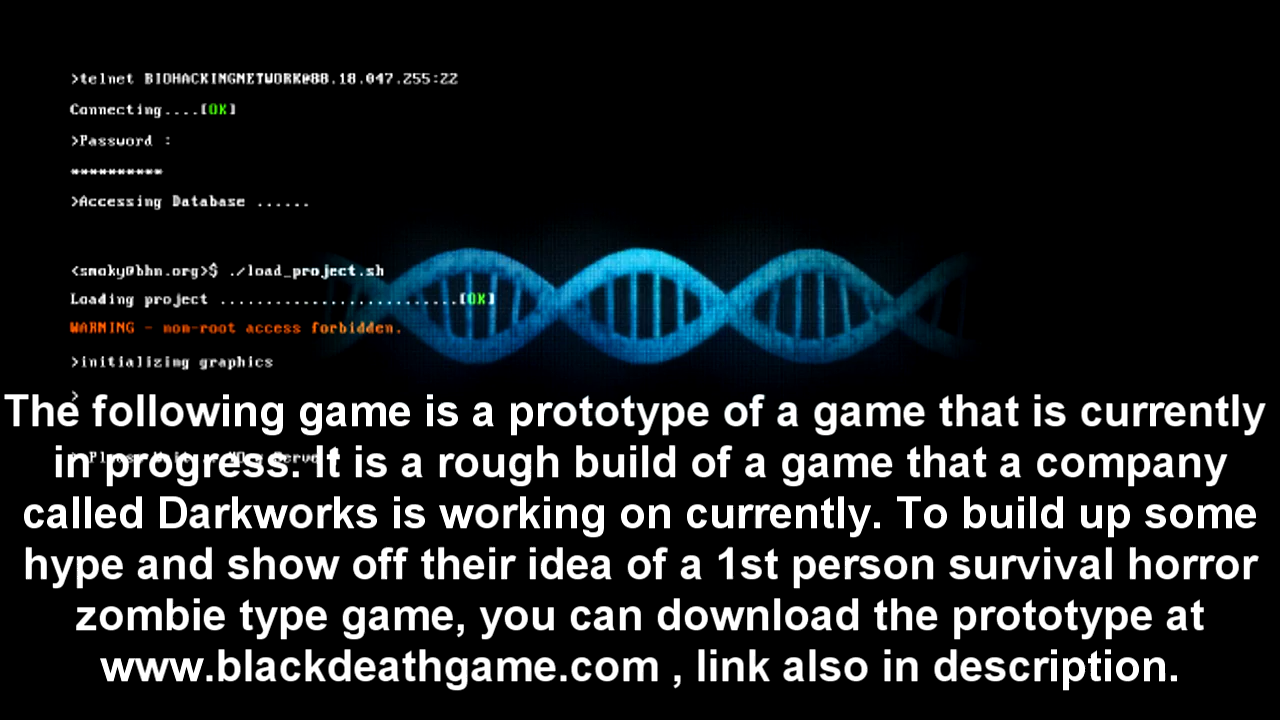 >telnet BIOHACKINGNETWORK@88.18.047.255:22
Connecting....[OK]
>Password :
**********
>Accessing Database ......
<smoky@bhn.org>$ ./load_project.sh
Loading project ..........................[OK]
WARNING - non-root access forbidden.
>initializing graphics
>
The following game is a prototype of a game that is currently
in progress. It is a rough build of a game that a company
called Darkworks is working on currently. To build up some
hype and show off their idea of a 1st person survival horror
zombie type game, you can download the prototype at
www.blackdeathgame.com , link also in description.